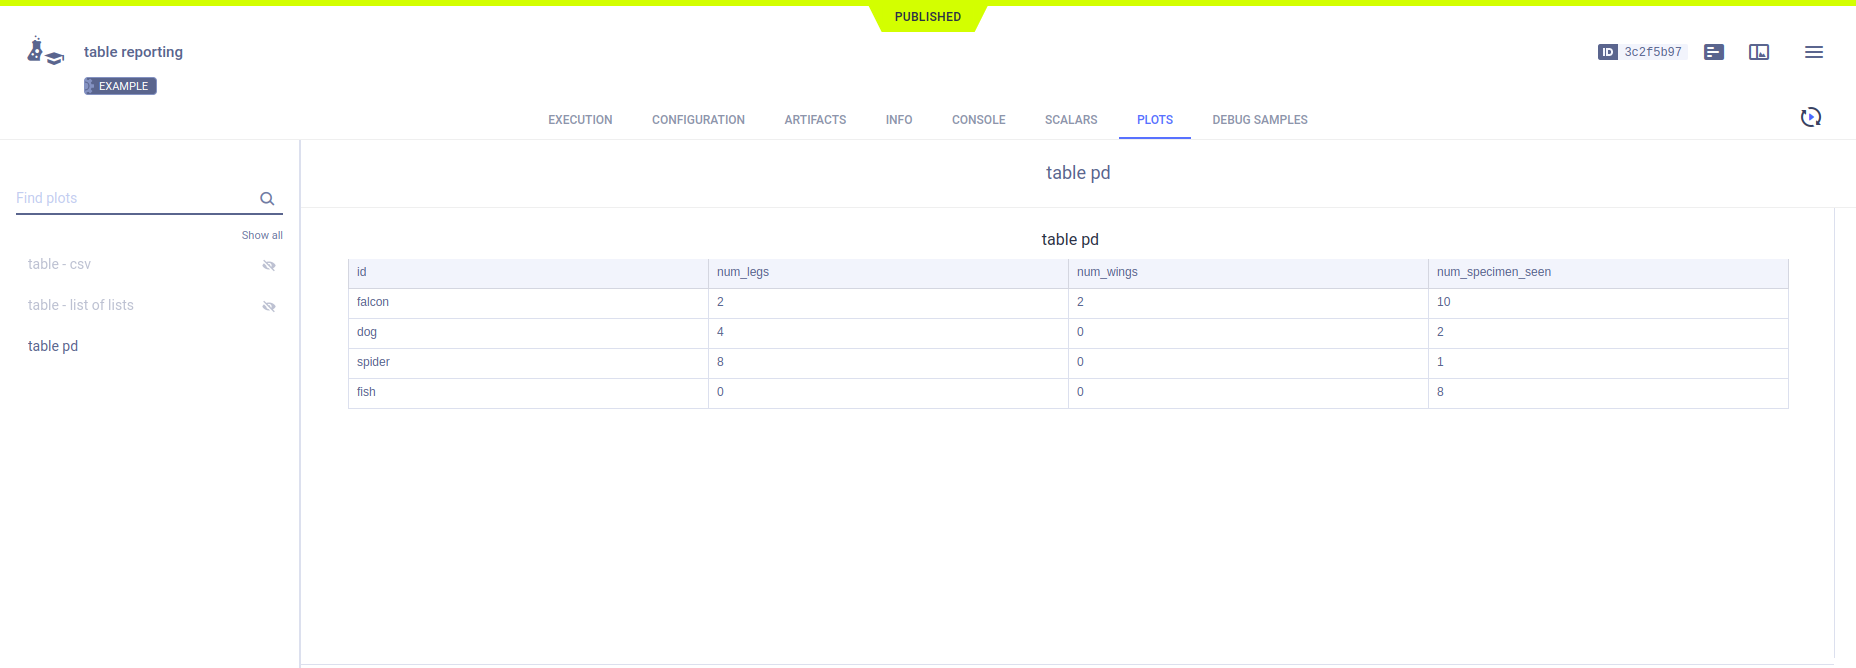 PUBLISHED
table reporting
ID 3c2f5b97
EXAMPLE
EXECUTION CONFIGURATION ARTIFACTS INFO CONSOLE SCALARS PLOTS DEBUG SAMPLES
Find plots
Show all
table - csv
table - list of lists
table pd
table pd
table pd
id num_legs num_wings num_specimen_seen
falcon 2 2 10
dog 4 0 2
spider 8 0 1
fish 0 0 8